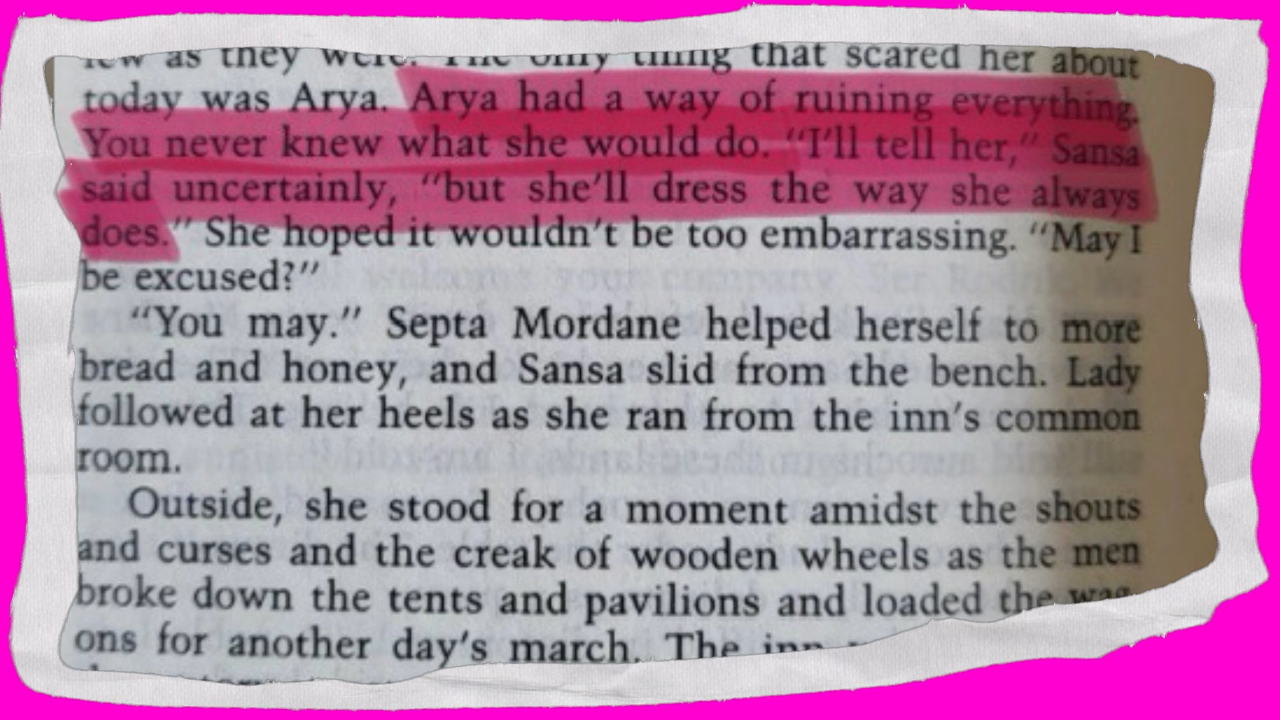 few as they were. The only thing that scared her about
today was Arya. Arya had a way of ruining everything.
You never knew what she would do. "I'll tell her," Sansa
said uncertainly, "but she'll dress the way she always
does." She hoped it wouldn't be too embarrassing. "May I
be excused?"
"You may." Septa Mordane helped herself to more
bread and honey, and Sansa slid from the bench. Lady
followed at her heels as she ran from the inn's common
room.
Outside, she stood for a moment amidst the shouts
and curses and the creak of wooden wheels as the men
broke down the tents and pavilions and loaded the wag-
ons for another day's march. The inn